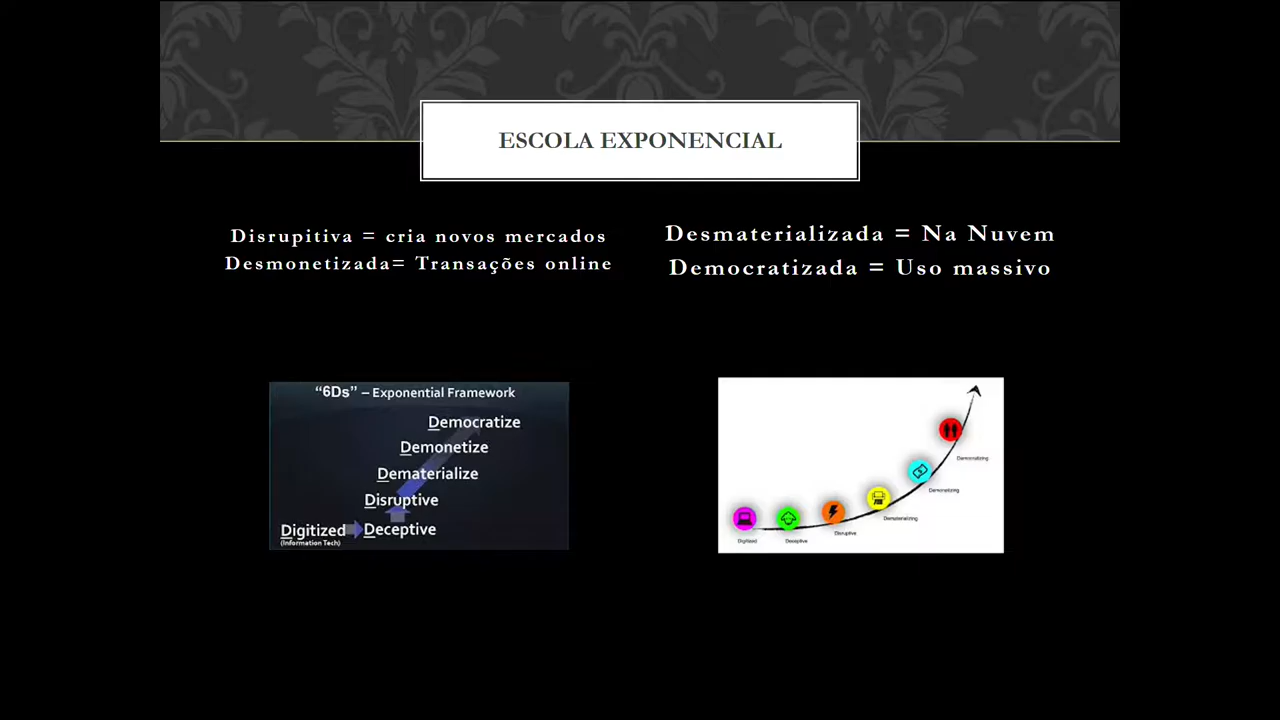 ESCOLA EXPONENCIAL
Disrupitiva = cria novos mercados
Desmonetizada= Transações online
Desmaterializada = Na Nuvem
Democratizada = Uso massivo
“6Ds” – Exponential Framework
Democratize
Demonetize
Dematerialize
Disruptive
Digitized Deceptive
(Information Tech)
Demonetizing
Dematerializing
Disruptive
Digitized
Deceptive